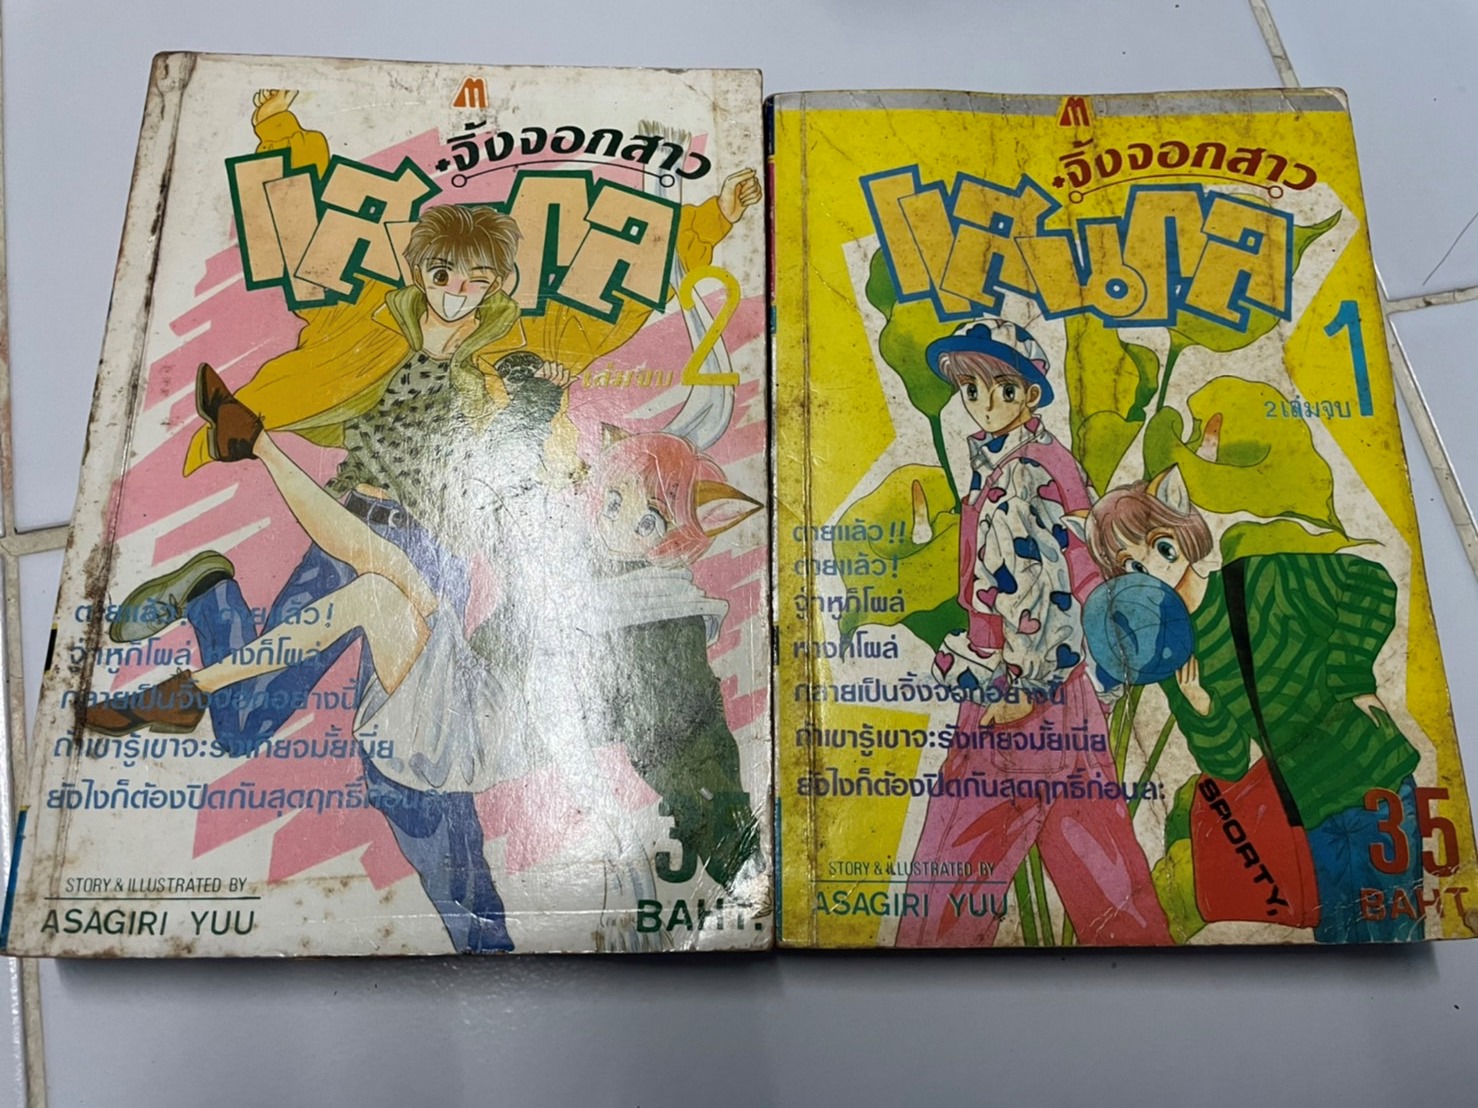 M
จิ้งจอกสาว
แสนกล
2
เล่มจบ
ตายแล้ว!! ตายแล้ว!
จ๋าหูก็โผล่ หางก็โผล่
กลายเป็นจิ้งจอกอย่างนี้
ถ้าเขารู้เขาจะรังเกียจมั้ยเนี่ย
ยังไงก็ต้องปิดกันสุดฤทธิ์ก่อนละ
STORY & ILLUSTRATED BY
ASAGIRI YUU
35
BAHT.
M
จิ้งจอกสาว
แสนกล
1
2 เล่มจบ
ตายแล้ว!!
ตายแล้ว!
จ๋าหูก็โผล่
หางก็โผล่
กลายเป็นจิ้งจอกอย่างนี้
ถ้าเขารู้เขาจะรังเกียจมั้ยเนี่ย
ยังไงก็ต้องปิดกันสุดฤทธิ์ก่อนละ
SPORTY,
STORY & ILLUSTRATED BY
ASAGIRI YUU
35
BAHT